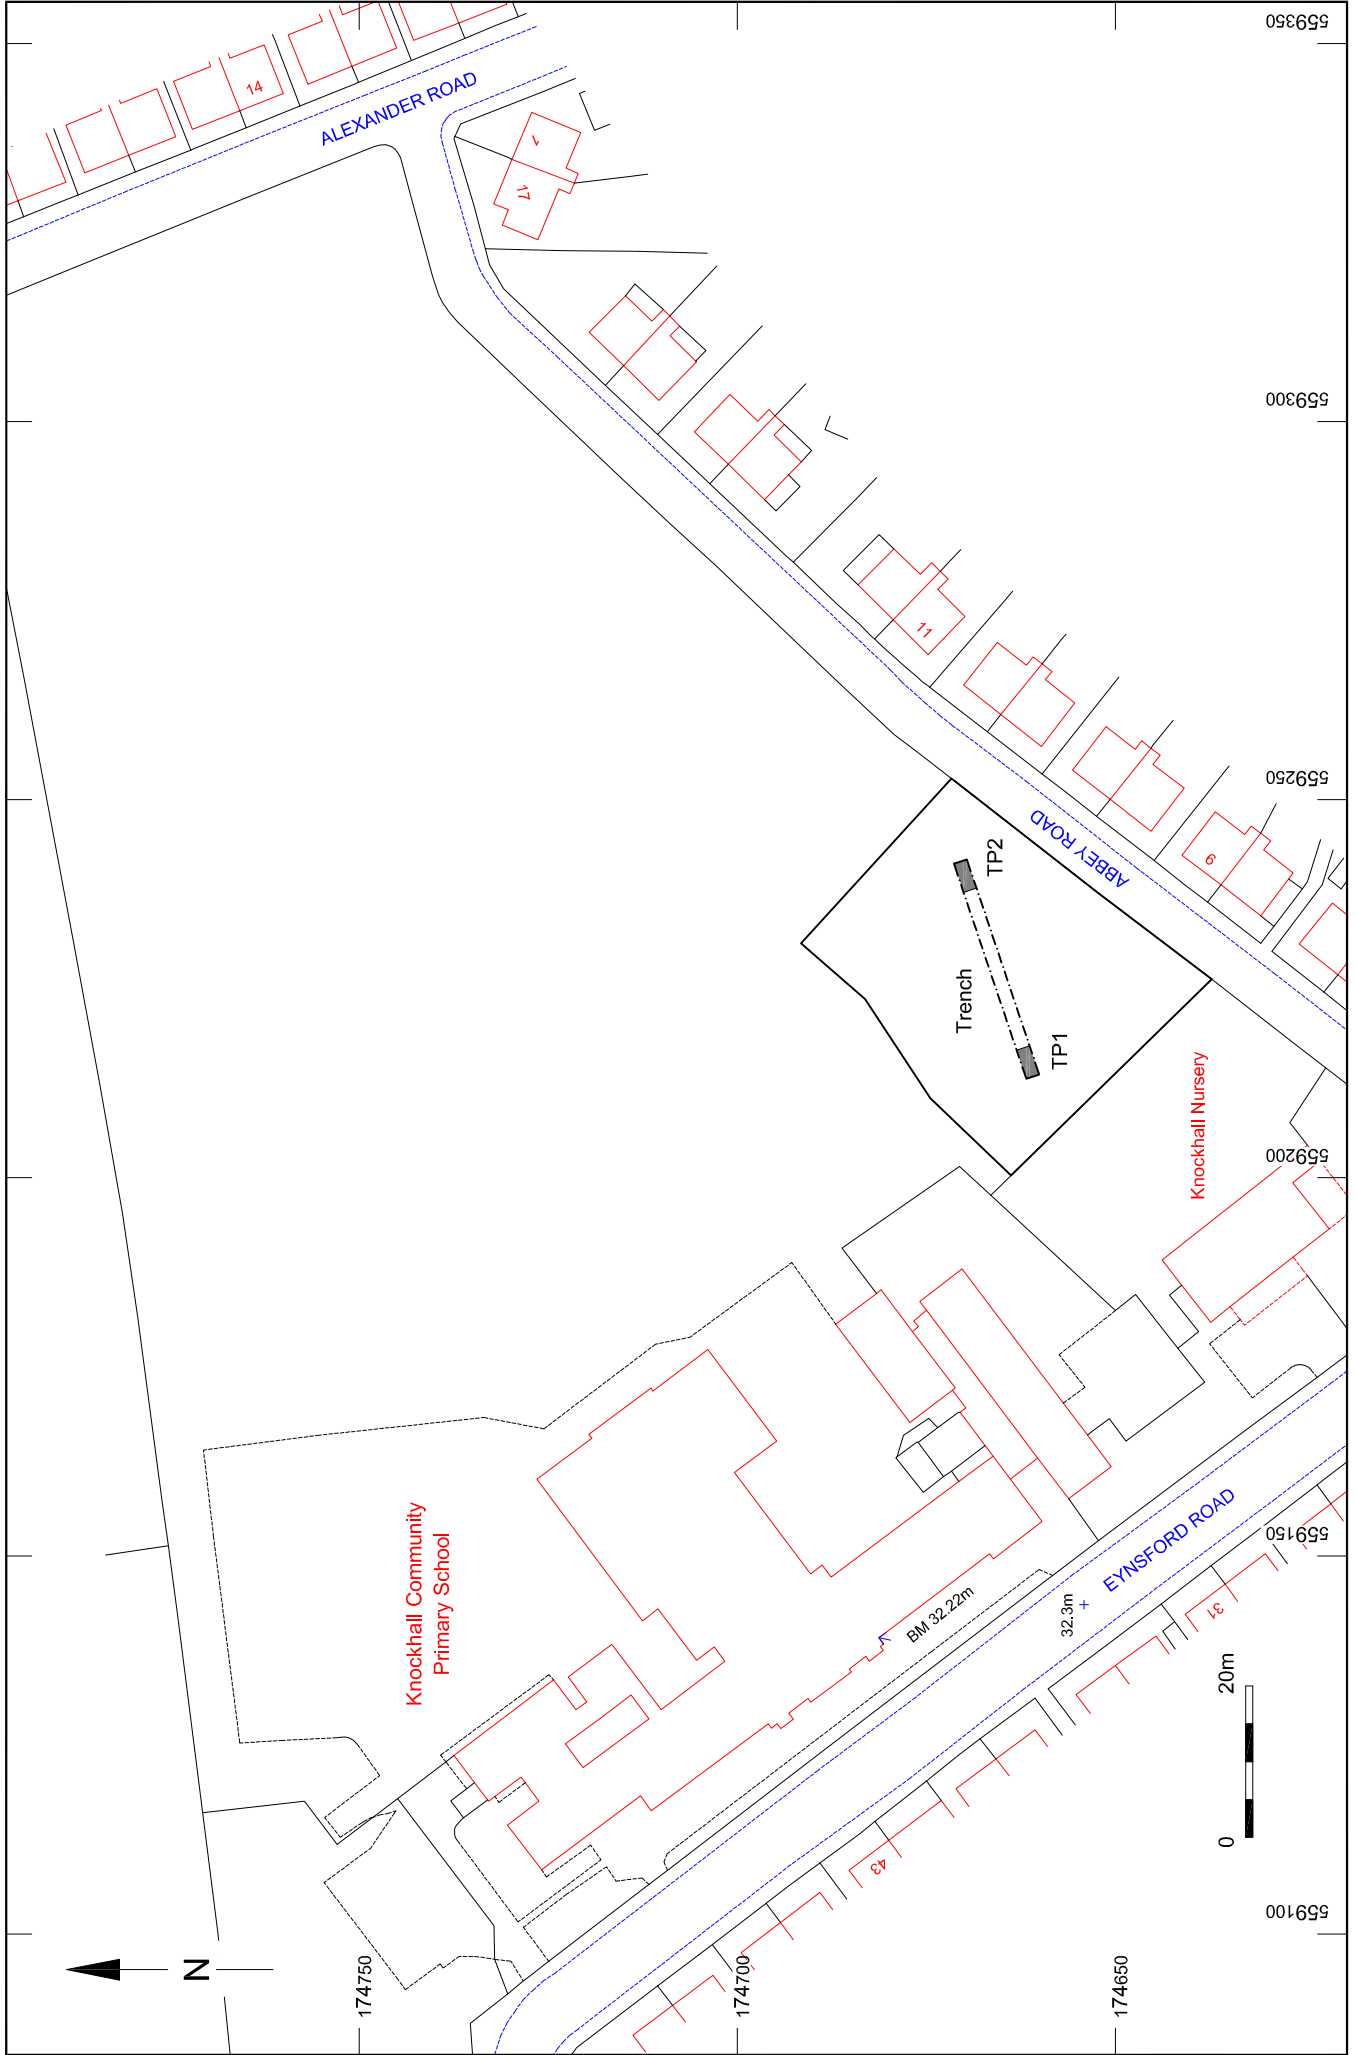 559350
ALEXANDER ROAD
14
1
17
559300
11
559250
ABBEY ROAD
TP2
6
Trench
TP1
Knockhall Nursery
559200
Knockhall Community
Primary School
EYNSFORD ROAD
559150
BM 32.22m
32.3m
31
20m
0
43
559100
N
174750
174700
174650